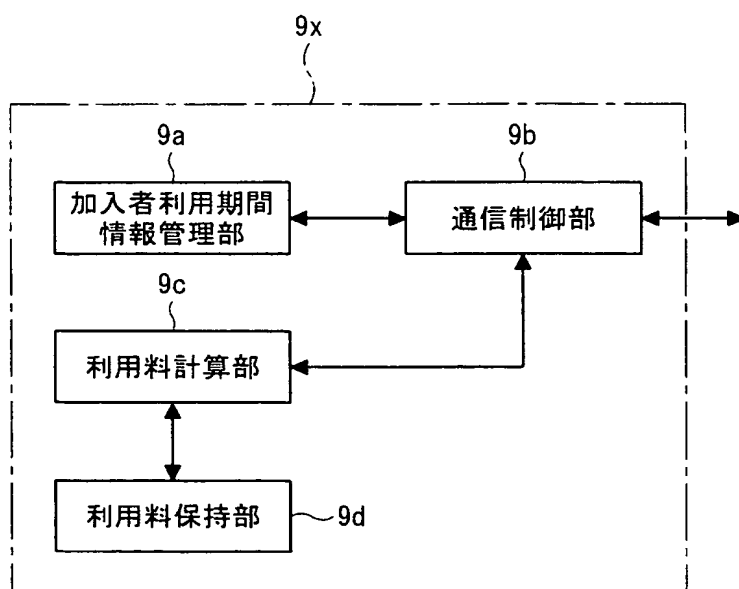 9x
9a
加入者利用期間
情報管理部
9b
通信制御部
9c
利用料計算部
利用料保持部
9d